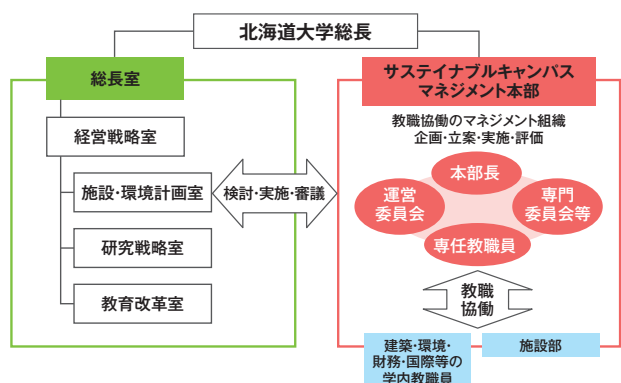 北海道大学総長
総長室
経営戦略室
施設・環境計画室
研究戦略室
教育改革室
検討・実施・審議
サステイナブルキャンパス
マネジメント本部
教職協働のマネジメント組織
企画・立案・実施・評価
本部長
運営
委員会
専門
委員会等
専任教職員
教職
協働
建築・環境・
財務・国際等の
学内教職員
施設部